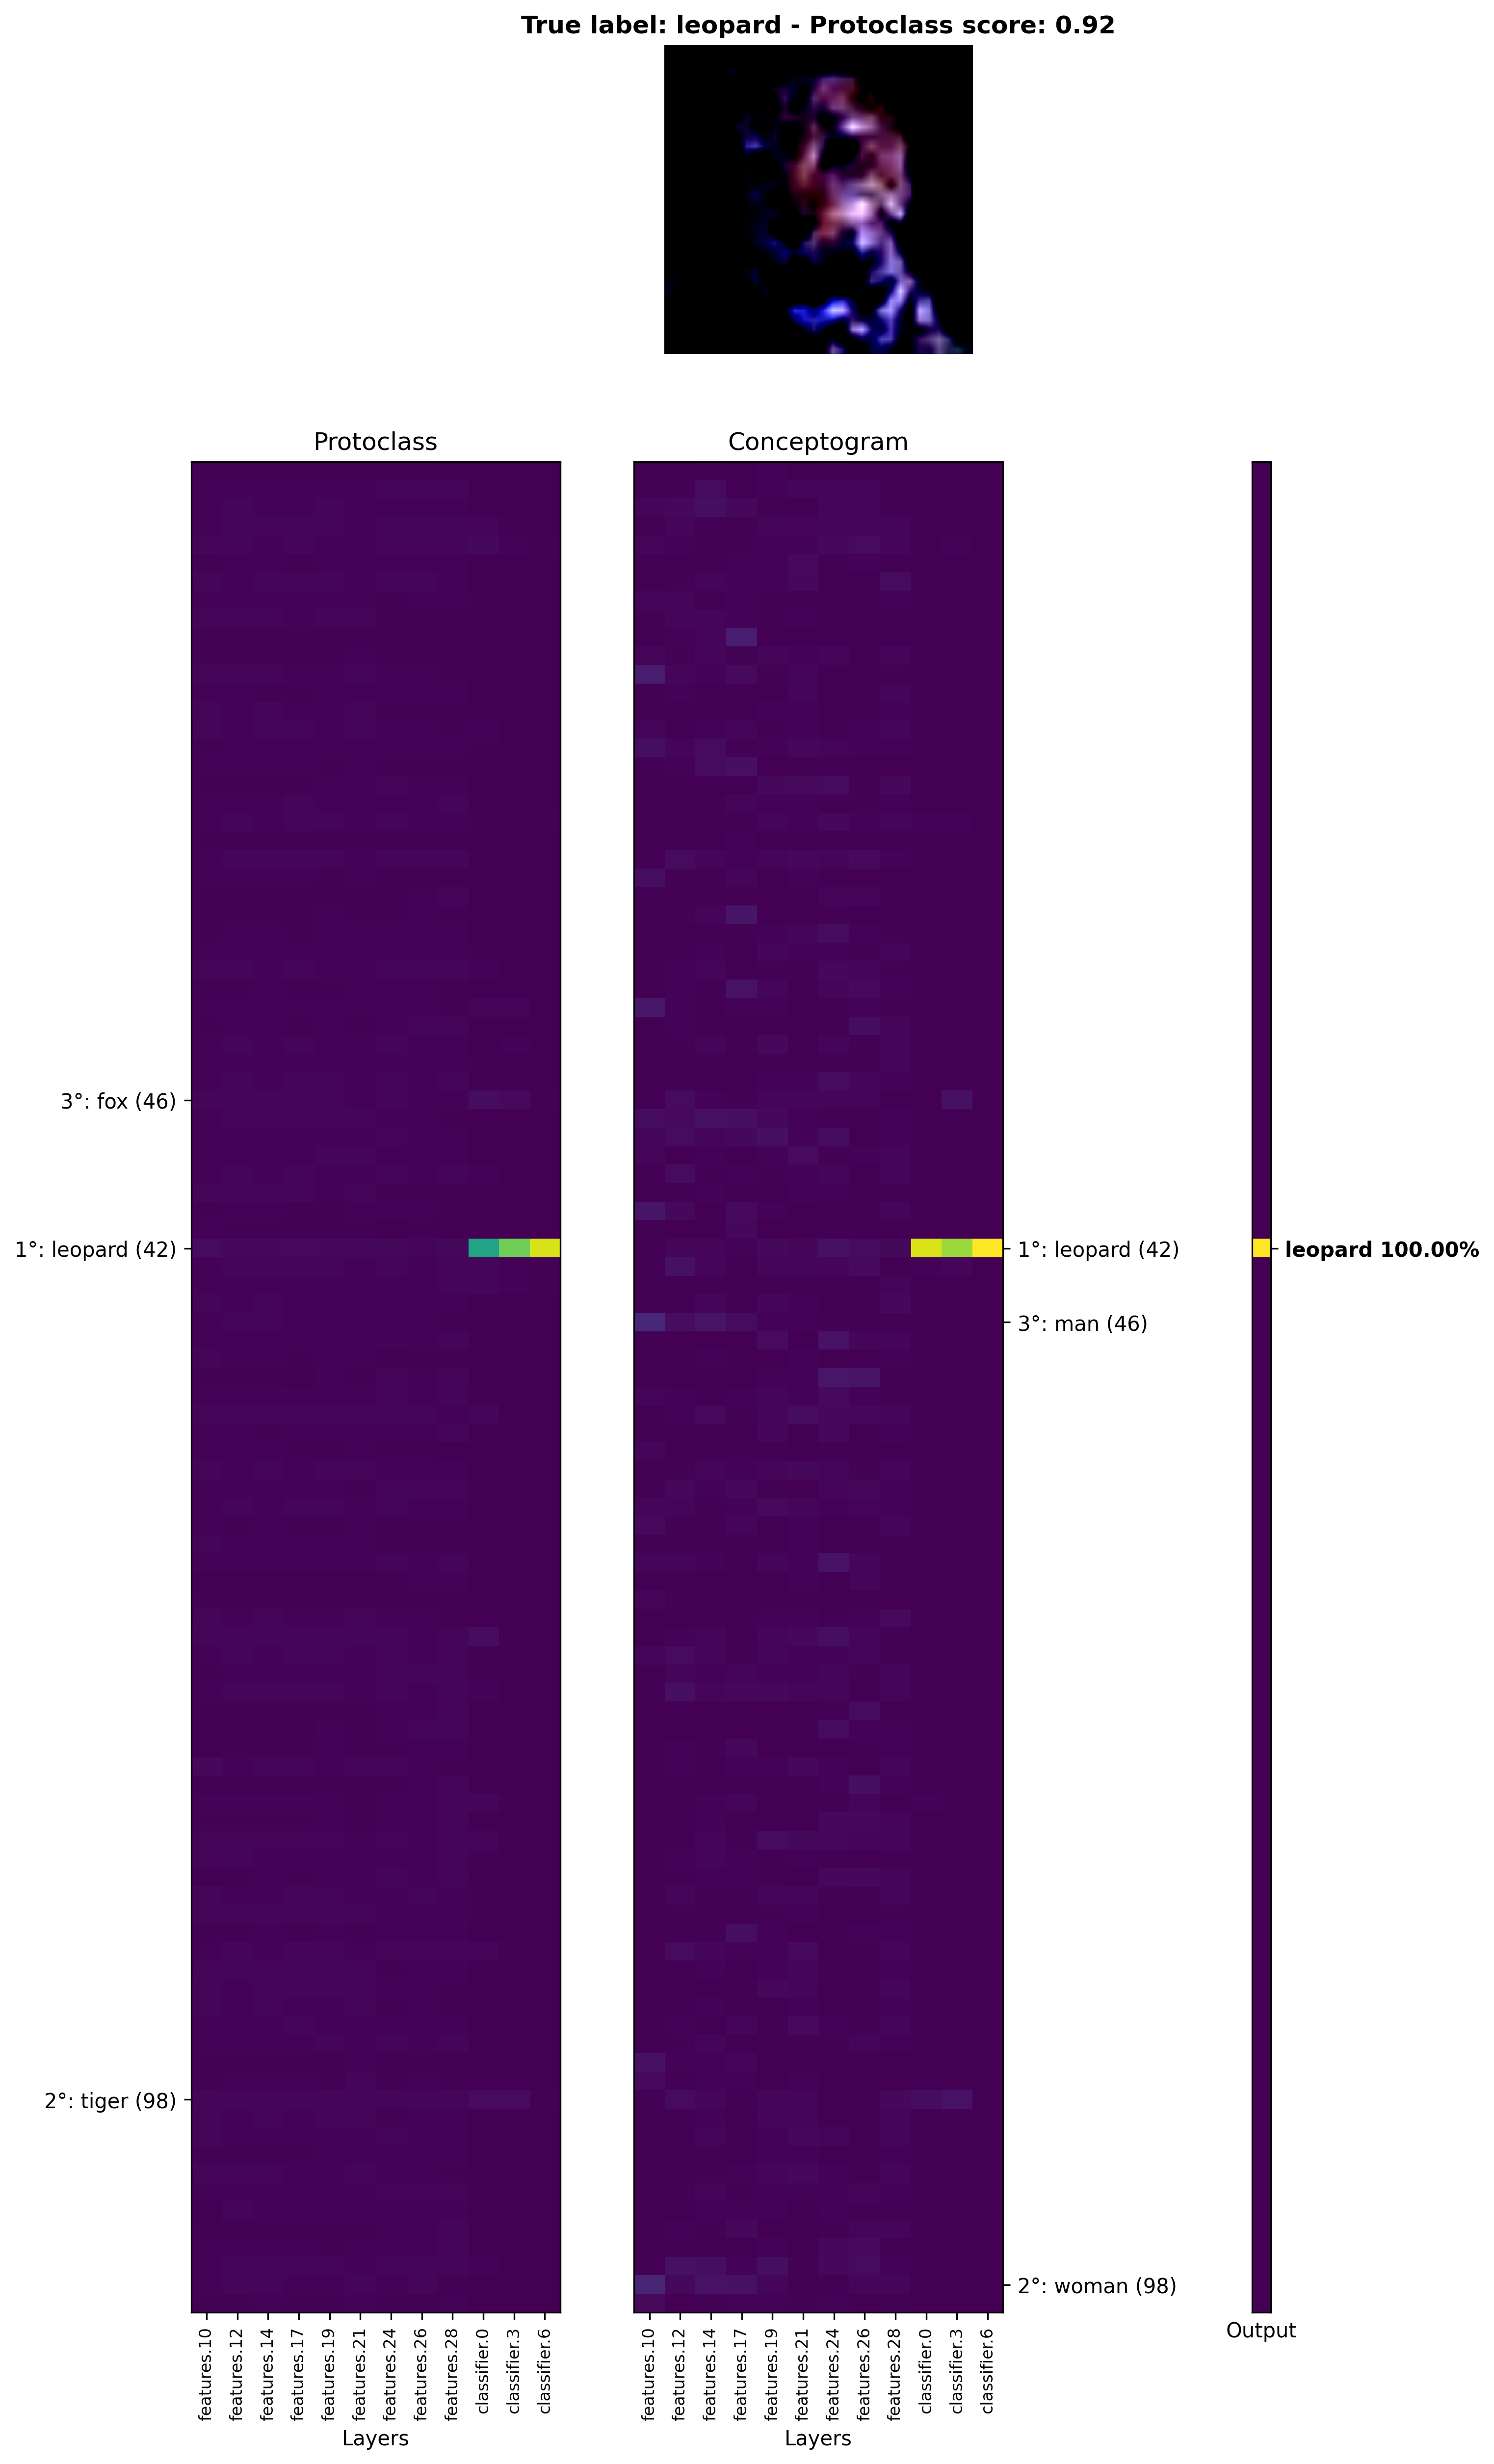 True label: leopard - Protoclass score: 0.92
Protoclass
Conceptogram
3°: fox (46)
1°: leopard (42)
2°: tiger (98)
1°: leopard (42)
3°: man (46)
2°: woman (98)
leopard 100.00%
features.10
features.12
features.14
features.17
features.19
features.21
features.24
features.26
features.28
classifier.0
classifier.3
classifier.6
Layers
features.10
features.12
features.14
features.17
features.19
features.21
features.24
features.26
features.28
classifier.0
classifier.3
classifier.6
Layers
Output